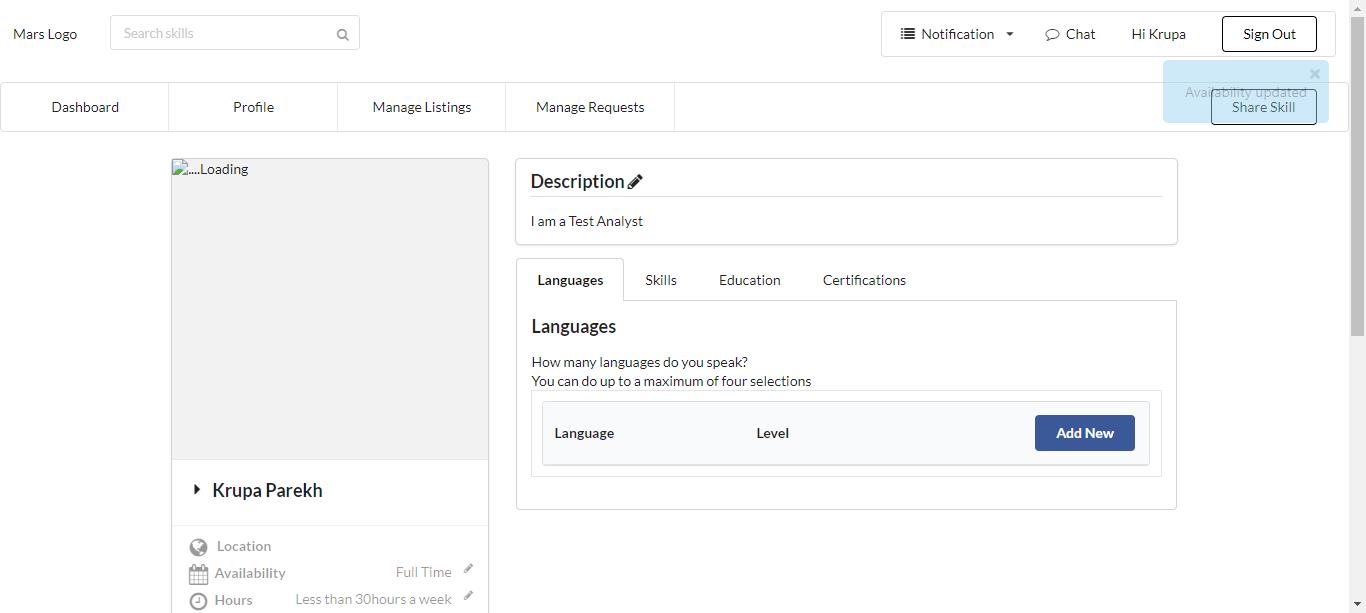 Mars Logo
Search skills
Notification
Chat
Hi Krupa
Sign Out
Dashboard
Profile
Manage Listings
Manage Requests
Availability updated
Share Skill
....Loading
Description
I am a Test Analyst
Languages
Skills
Education
Certifications
Languages
How many languages do you speak?
You can do up to a maximum of four selections
Language
Level
Add New
Krupa Parekh
Location
Availability
Full Time
Hours
Less than 30hours a week